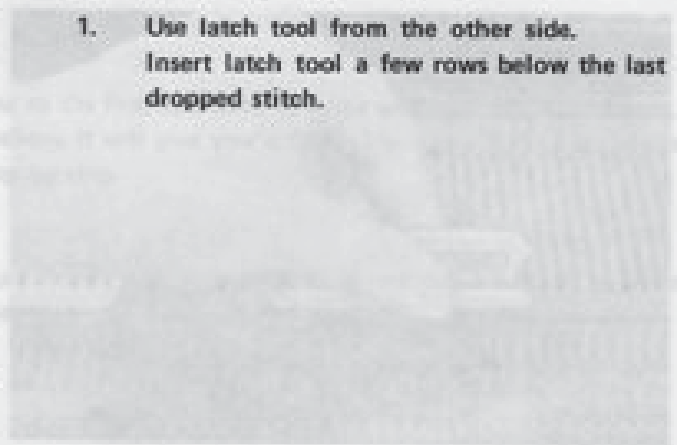 1. Use latch tool from the other side.
Insert latch tool a few rows below the last
dropped stitch.